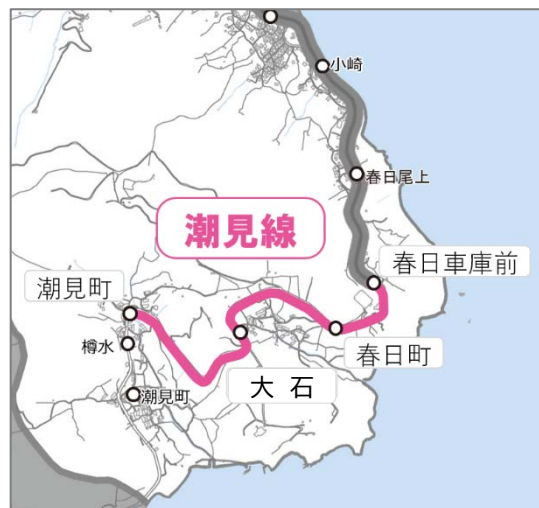 小崎
春日尾上
潮見線
春日車庫前
潮見町
樽水
春日町
大 石
潮見町